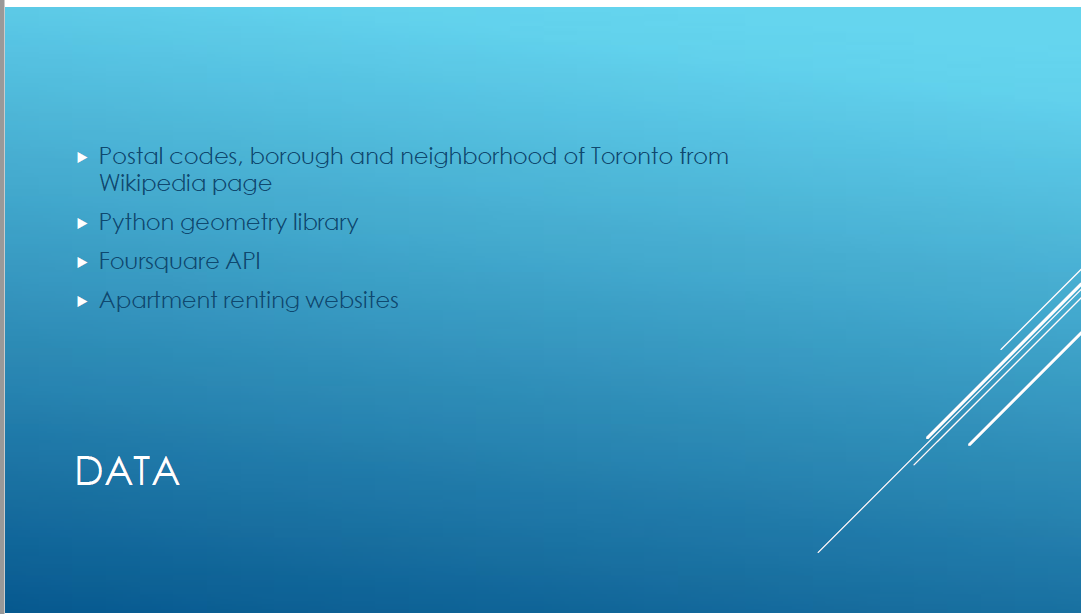 Postal codes, borough and neighborhood of Toronto from
Wikipedia page
Python geometry library
Foursquare API
Apartment renting websites
DATA